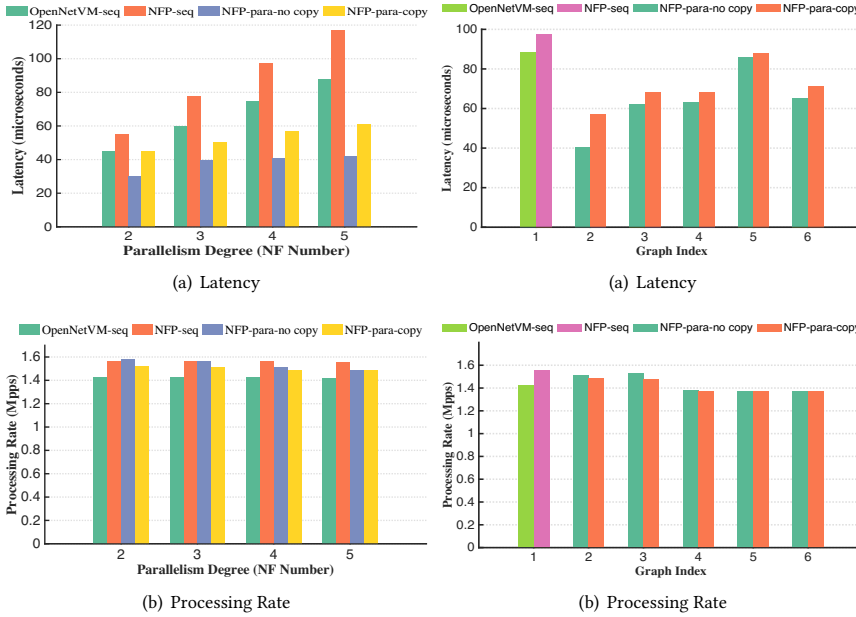 OpenNetVM-seq NFP-seq NFP-para-no copy NFP-para-copy
120
100
80
60
40
20
0
Latency (microseconds)
2 3 4 5
Parallelism Degree (NF Number)
(a) Latency
OpenNetVM-seq NFP-seq NFP-para-no copy NFP-para-copy
100
80
60
40
20
0
Latency (microseconds)
1 2 3 4 5 6
Graph Index
(a) Latency
OpenNetVM-seq NFP-seq NFP-para-no copy NFP-para-copy
1.6
1.4
1.2
1
0.8
0.6
0.4
0.2
0
Processing Rate (Mpps)
2 3 4 5
Parallelism Degree (NF Number)
(b) Processing Rate
OpenNetVM-seq NFP-seq NFP-para-no copy NFP-para-copy
1.6
1.4
1.2
1
0.8
0.6
0.4
0.2
0
Processing Rate (Mpps)
1 2 3 4 5 6
Graph Index
(b) Processing Rate